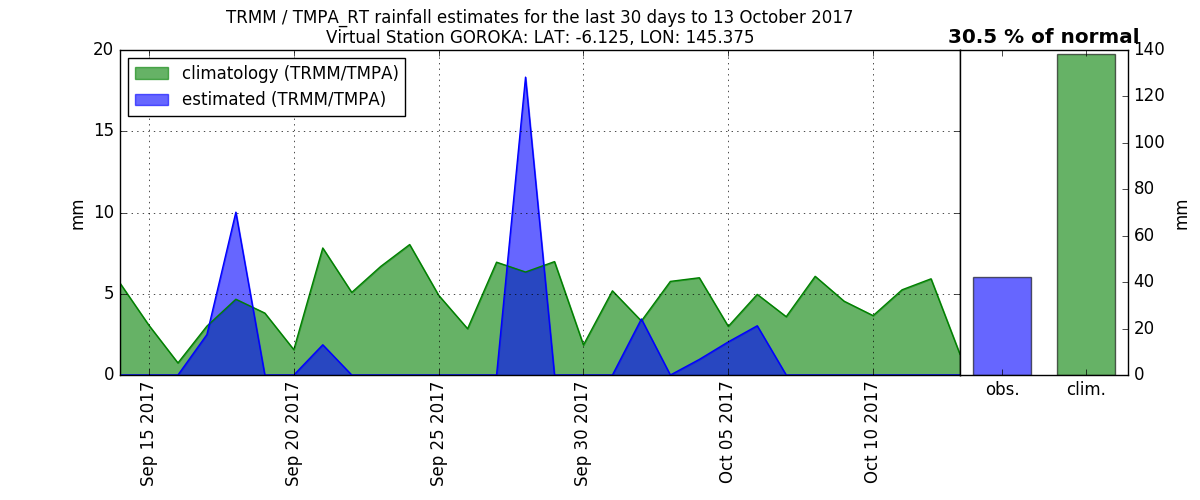 TRMM / TMPA_RT rainfall estimates for the last 30 days to 13 October 2017
Virtual Station GOROKA: LAT: -6.125, LON: 145.375
30.5 % of normal
climatology (TRMM/TMPA)
estimated (TRMM/TMPA)
mm
20
15
10
5
0
Sep 15 2017
Sep 20 2017
Sep 25 2017
Sep 30 2017
Oct 05 2017
Oct 10 2017
obs.
clim.
140
120
100
80
60
40
20
0
mm